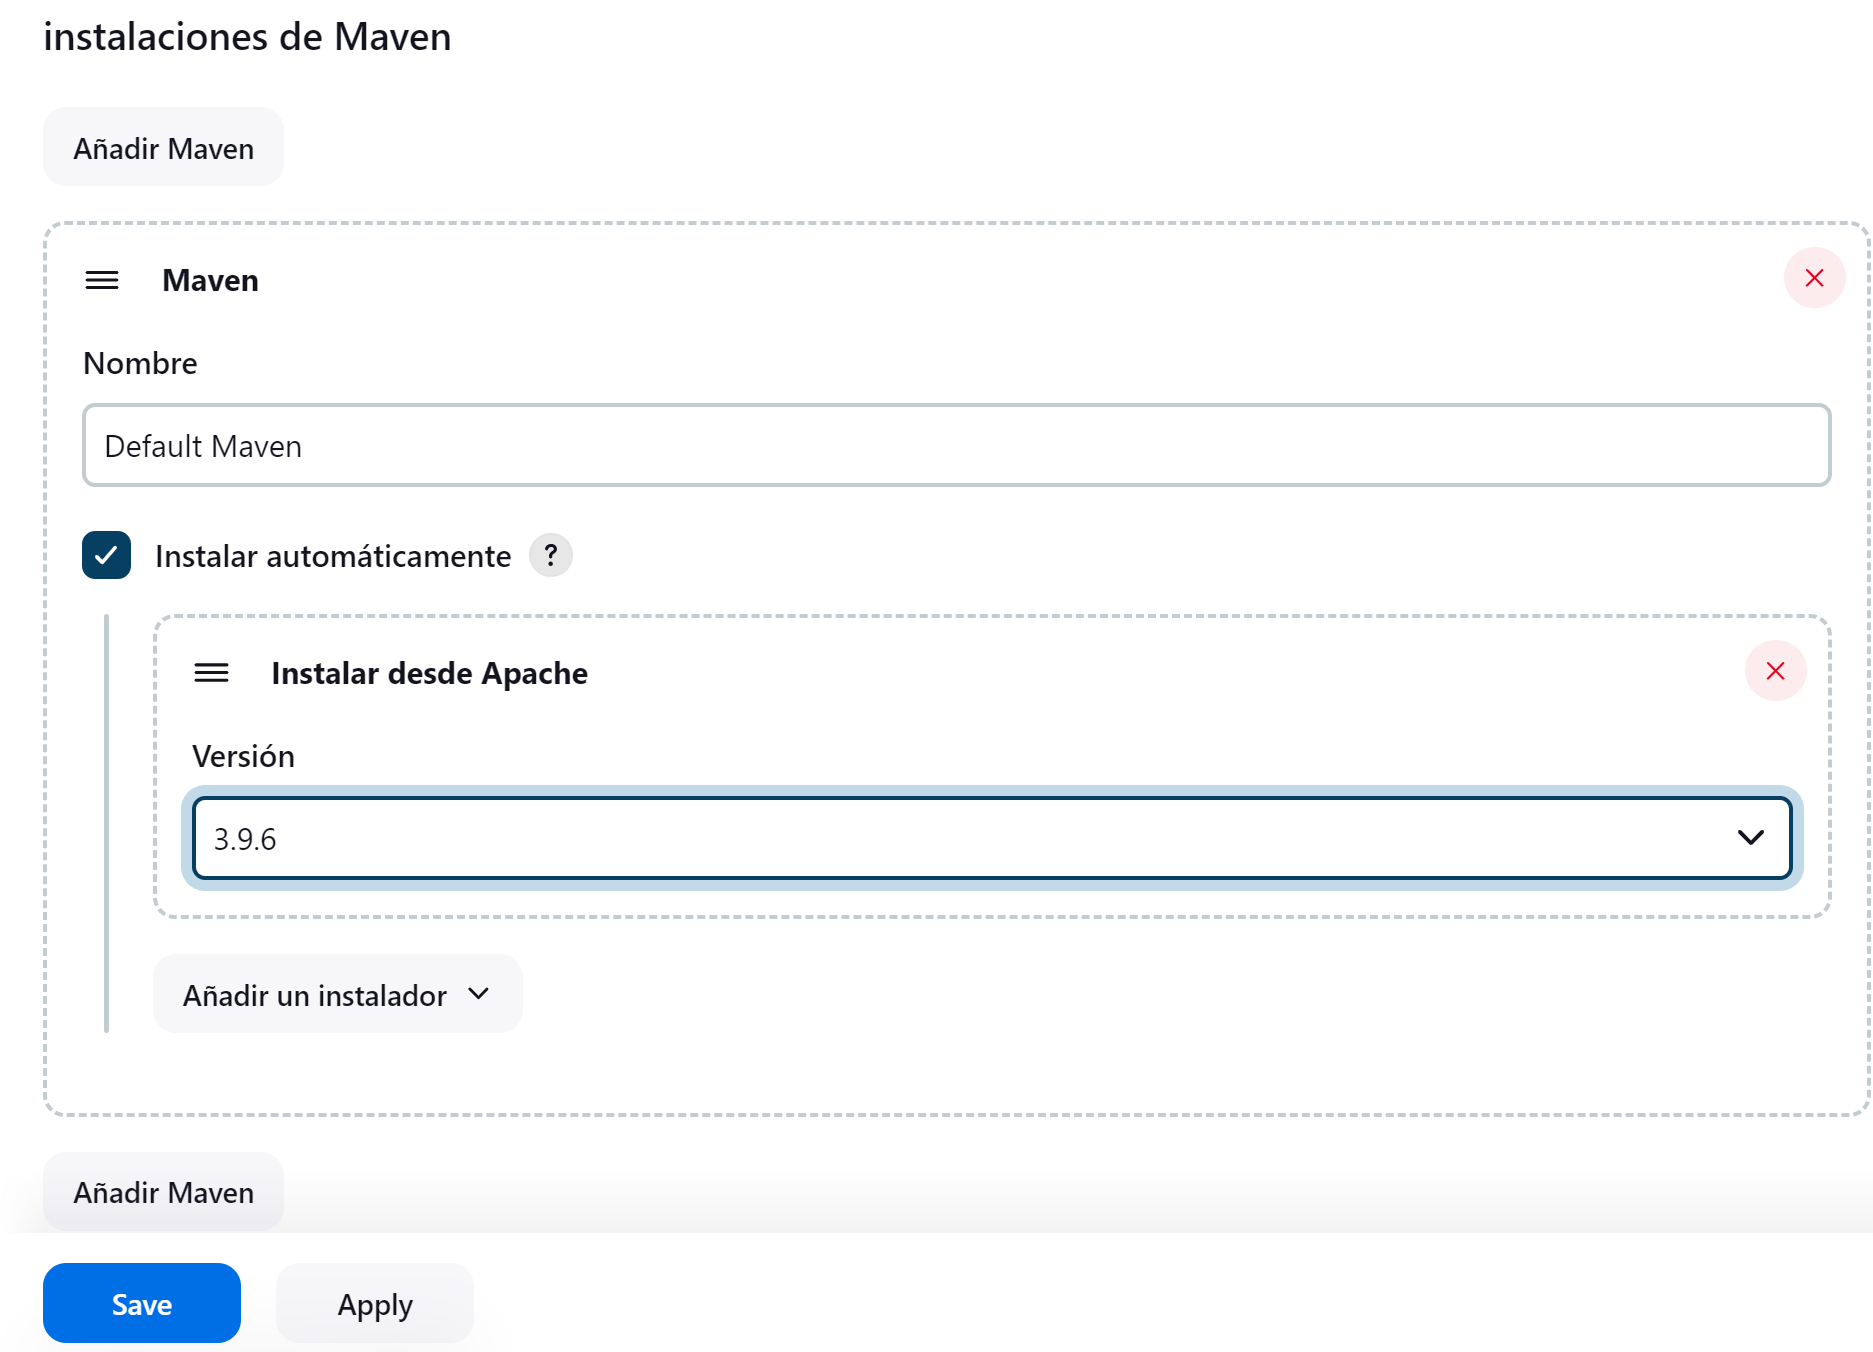 instalaciones de Maven
Añadir Maven
Maven
Nombre
Default Maven
Instalar automáticamente ?
Instalar desde Apache
Versión
3.9.6
Añadir un instalador
Añadir Maven
Save Apply